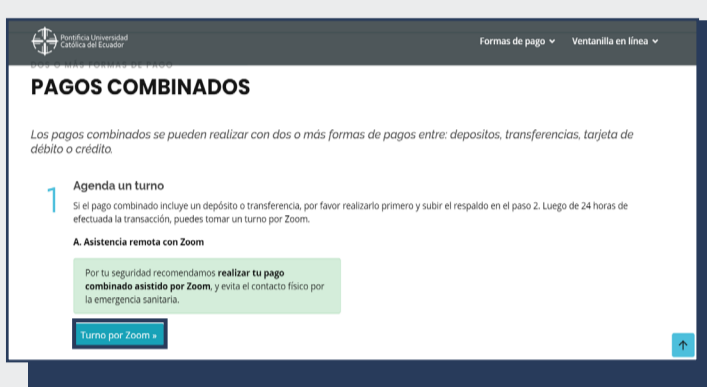 Pontificia Universidad
Católica del Ecuador
Formas de pago
Ventanilla en línea
DOS O MÁS FORMAS DE PAGO
PAGOS COMBINADOS
Los pagos combinados se pueden realizar con dos o más formas de pagos entre: depositos, transferencias, tarjeta de
débito o crédito.
1
Agenda un turno
Si el pago combinado incluye un depósito o transferencia, por favor realizarlo primero y subir el respaldo en el paso 2. Luego de 24 horas de
efectuada la transacción, puedes tomar un turno por Zoom.
A. Asistencia remota con Zoom
Por tu seguridad recomendamos realizar tu pago
combinado asistido por Zoom, y evita el contacto físico por
la emergencia sanitaria.
Turno por Zoom »